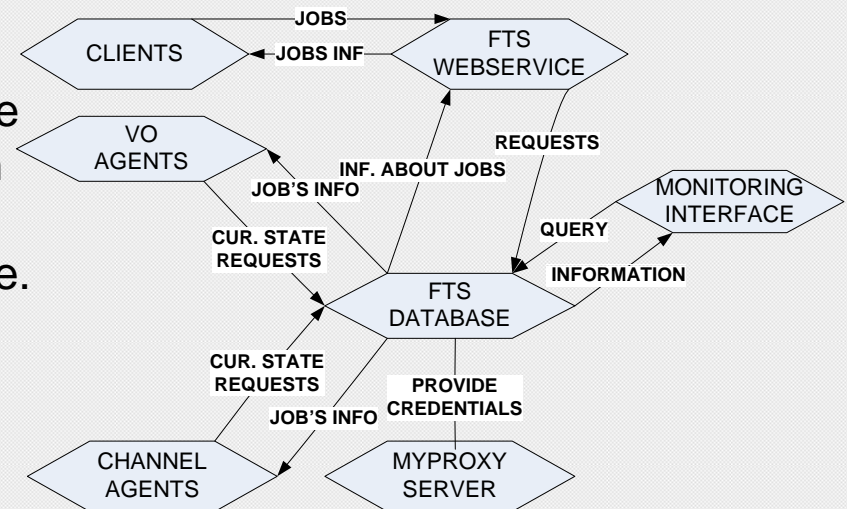 JOBS
CLIENTS
JOBS INF
FTS
WEBSERVICE
e
VO
AGENTS
REQUESTS
INF. ABOUT JOBS
JOB'S INFO
MONITORING
INTERFACE
CUR. STATE
REQUESTS
QUERY
e.
INFORMATION
FTS
DATABASE
CUR. STATE
REQUESTS
PROVIDE
CREDENTIALS
JOB'S INFO
CHANNEL
AGENTS
MYPROXY
SERVER